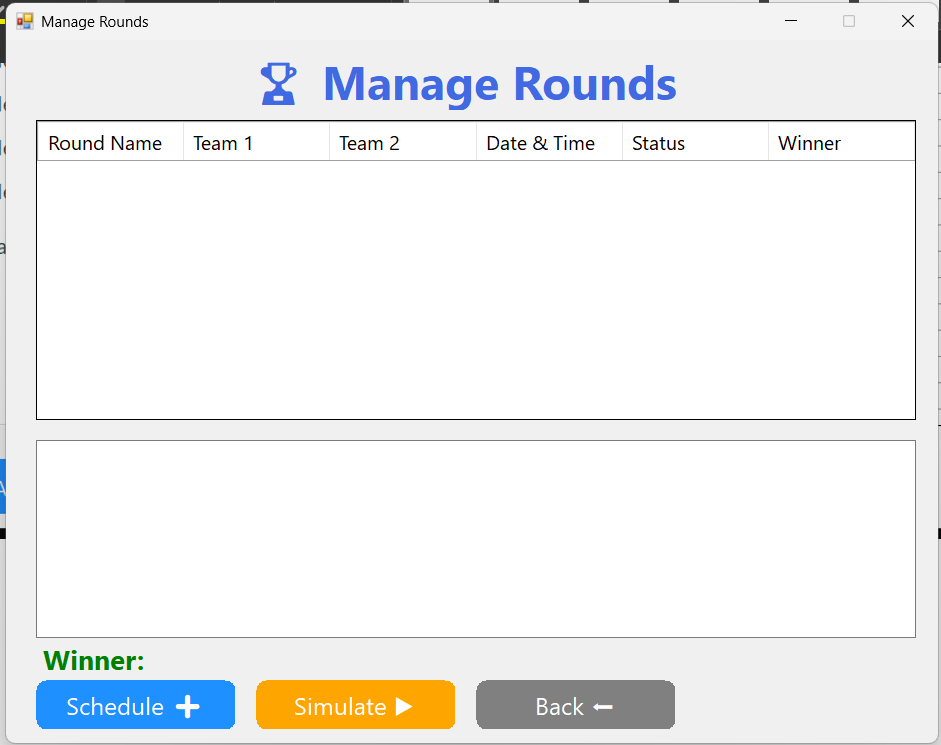 Manage Rounds
Manage Rounds
Round Name Team 1 Team 2 Date & Time Status Winner
Winner:
Schedule Simulate Back